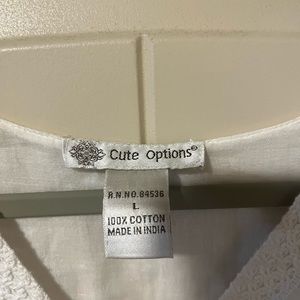 Cute Options®
R.N.NO.84536
L
100% COTTON
MADE IN INDIA